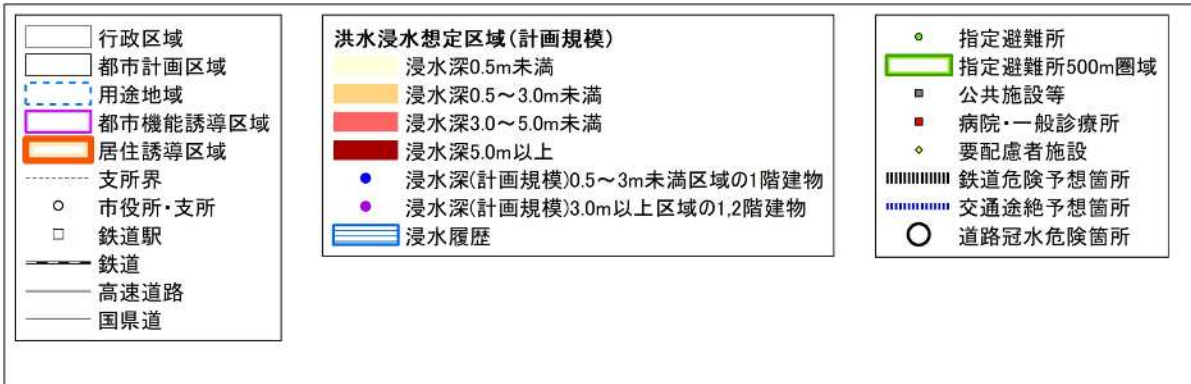 行政区域
都市計画区域
用途地域
都市機能誘導区域
居住誘導区域
支所界
市役所・支所
鉄道駅
鉄道
高速道路
国県道
洪水浸水想定区域(計画規模)
浸水深0.5m未満
浸水深0.5～3.0m未満
浸水深3.0～5.0m未満
浸水深5.0m以上
浸水深(計画規模)0.5～3m未満区域の1階建物
浸水深(計画規模)3.0m以上区域の1,2階建物
浸水履歴
指定避難所
指定避難所500m圏域
公共施設等
病院・一般診療所
要配慮者施設
鉄道危険予想箇所
交通途絶予想箇所
道路冠水危険箇所